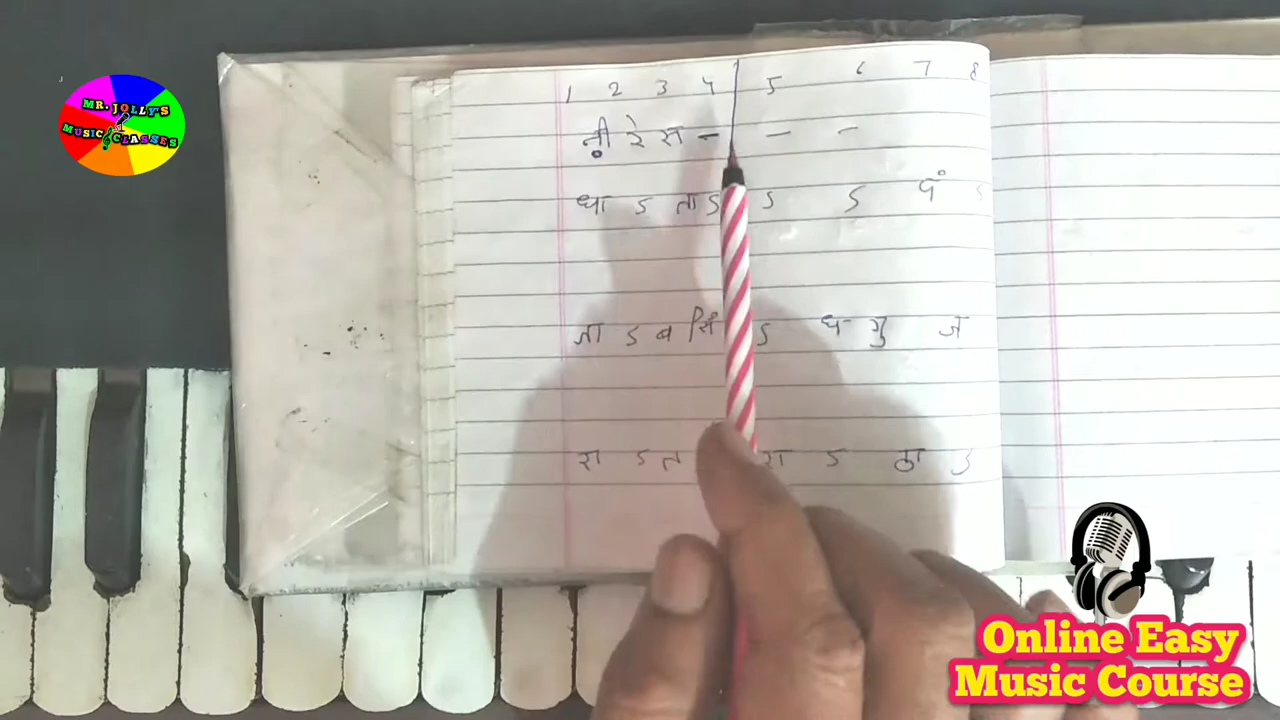 MR. JOLLY'S
MUSIC CLASSES
1 2 3 4 5 6 7 8
नी़ रे सा - - -
धा ऽ ता ऽ ऽ ऽ पं ऽ
जा ऽ ब सिं ऽ ध गु ज
रा ऽ त रा ऽ ठा ऽ
Online Easy
Music Course